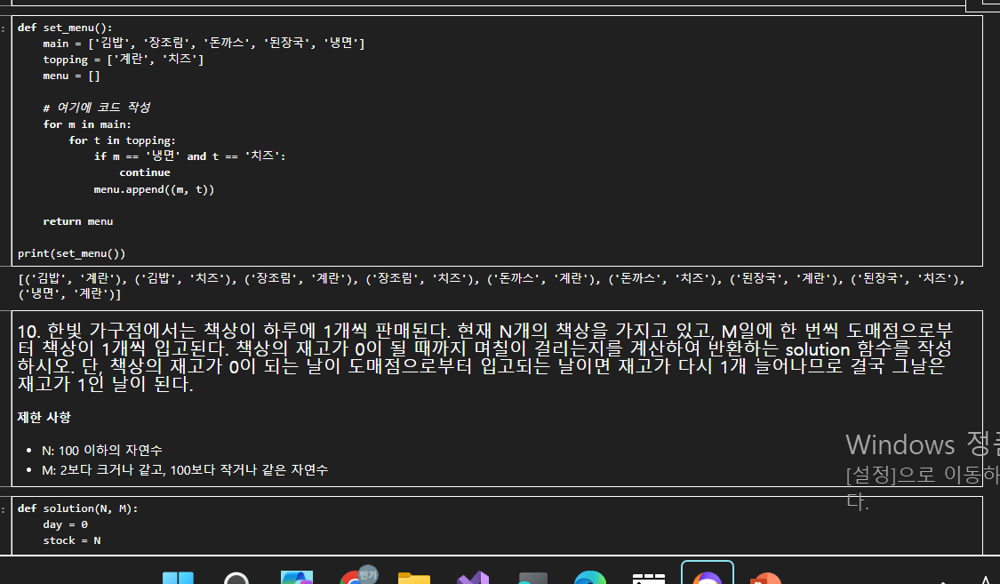 def set_menu():
    main = ['김밥', '장조림', '돈까스', '된장국', '냉면']
    topping = ['계란', '치즈']
    menu = []
    # 여기에 코드 작성
    for m in main:
        for t in topping:
            if m == '냉면' and t == '치즈':
                continue
            menu.append((m, t))
    return menu
print(set_menu())
[('김밥', '계란'), ('김밥', '치즈'), ('장조림', '계란'), ('장조림', '치즈'), ('돈까스', '계란'), ('돈까스', '치즈'), ('된장국', '계란'), ('된장국', '치즈'),
('냉면', '계란')]
10. 한빛 가구점에서는 책상이 하루에 1개씩 판매된다. 현재 N개의 책상을 가지고 있고, M일에 한 번씩 도매점으로부
터 책상이 1개씩 입고된다. 책상의 재고가 0이 될 때까지 며칠이 걸리는지를 계산하여 반환하는 solution 함수를 작성
하시오. 단, 책상의 재고가 0이 되는 날이 도매점으로부터 입고되는 날이면 재고가 다시 1개 늘어나므로 결국 그날은
재고가 1인 날이 된다.
제한 사항
• N: 100 이하의 자연수
• M: 2보다 크거나 같고, 100보다 작거나 같은 자연수
Windows 정
[설정]으로 이동하
다.
def solution(N, M):
    day = 0
    stock = N
인기